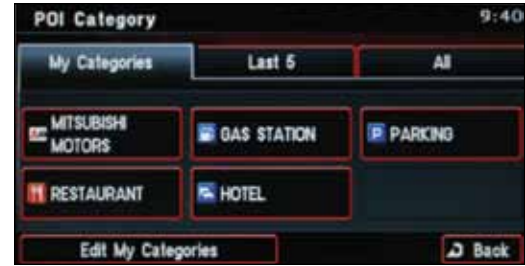 POI Category 9:40
My Categories Last 5 All
MITSUBISHI MOTORS GAS STATION P PARKING
RESTAURANT HOTEL
Edit My Categories Back